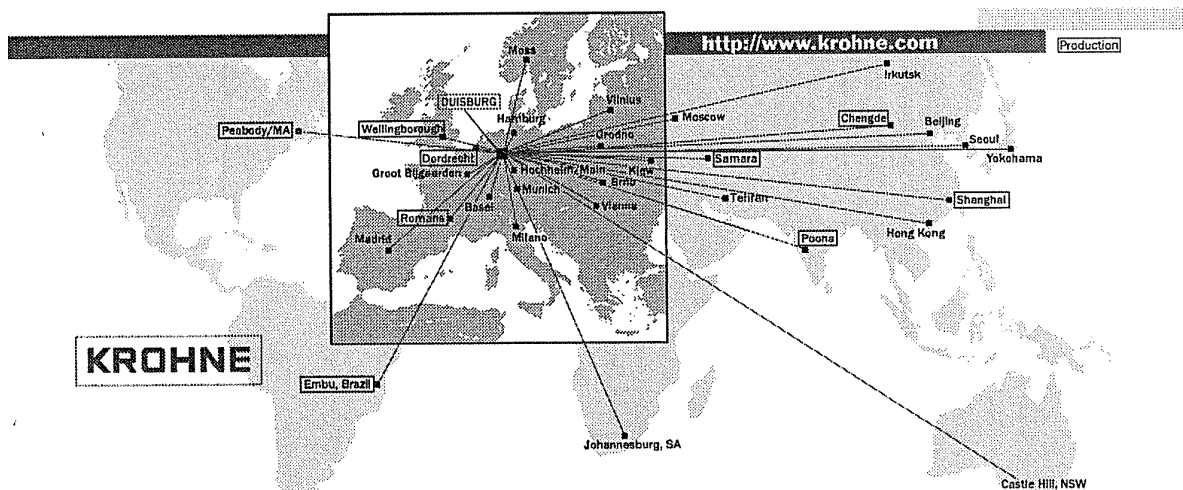 http://www.krohne.com
Production
Moss
Irkutsk
DUISBURG
Vilnius
Hamburg
Moscow
Chengde
Peabody/MA
Wellingborough
Grodno
Beijing
Seoul
Dordrecht
Yokohama
Samara
Groot Bijgaarden
Hochheim/Main
Kiew
Brno
Munich
Teheran
Shanghai
Basel
Vienna
Romans
Hong Kong
Madrid
Milano
Poona
KROHNE
Embu, Brazil
Johannesburg, SA
Castle Hill, NSW